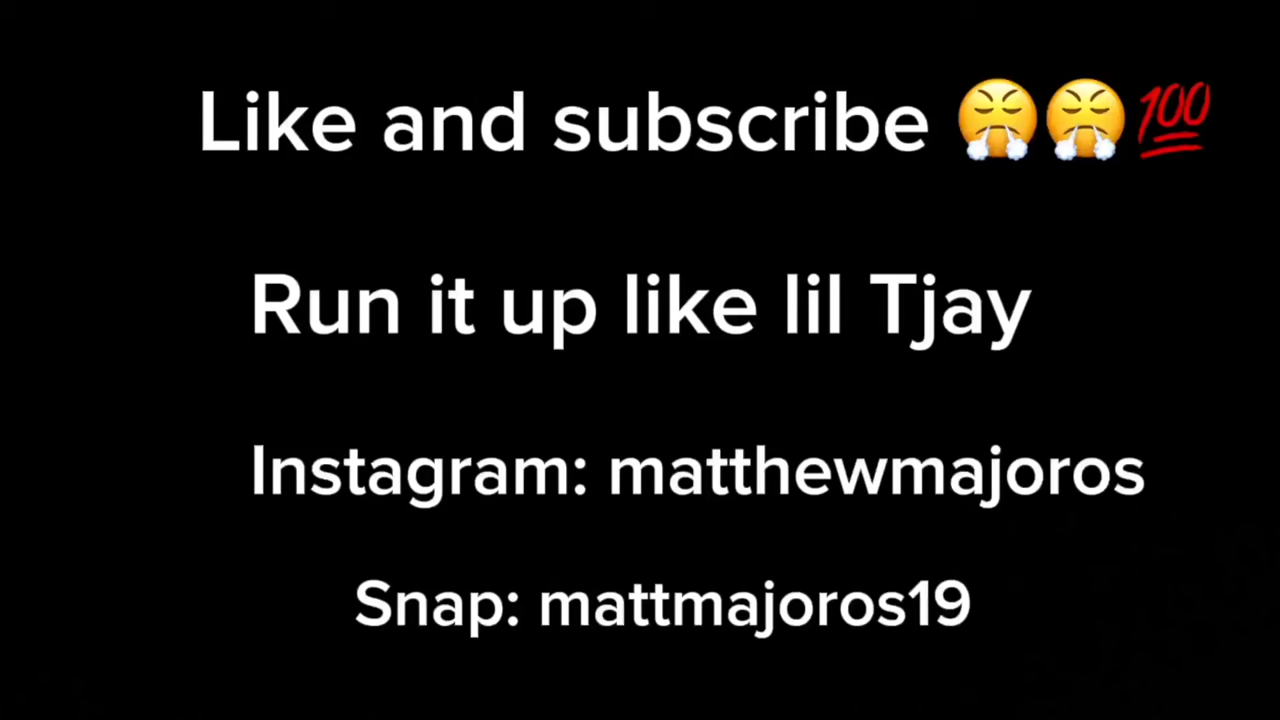 Like and subscribe 😤😤💯
Run it up like lil Tjay
Instagram: matthewmajoros
Snap: mattmajoros19